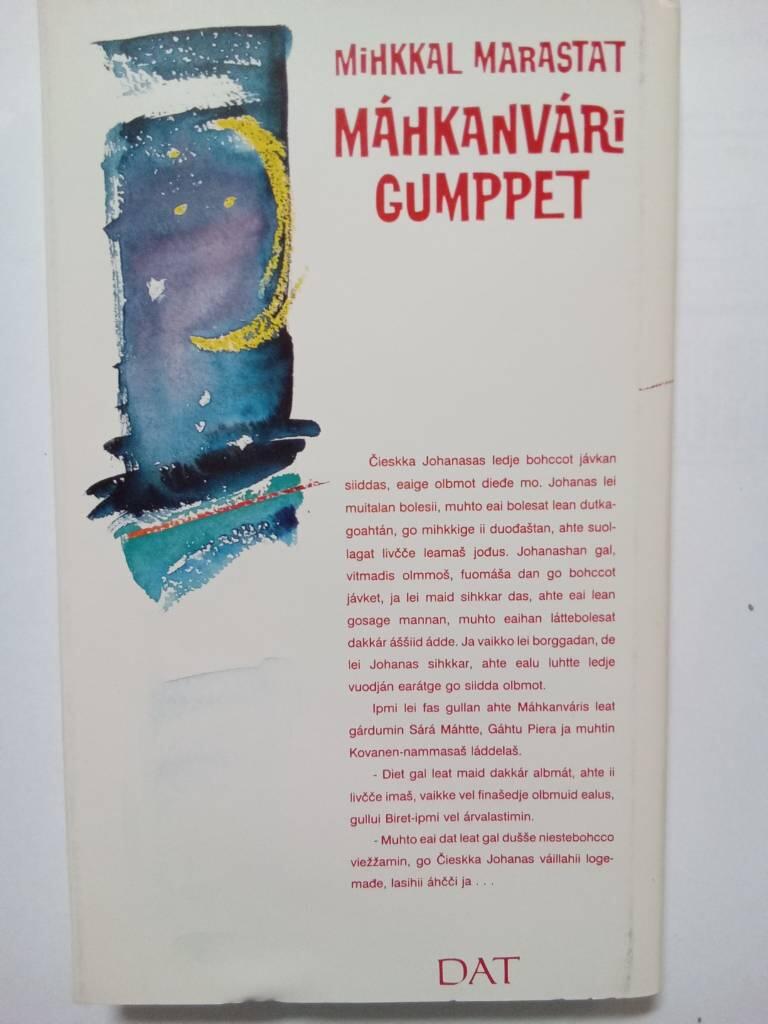 MIHKKAL MARASTAT
MÁHKANVÁRI
GUMPPET
Čieskka Johanasas ledje bohccot jávkan
siiddas, eaige olbmot dieđe mo. Johanas lei
muitalan bolesii, muhto eai bolesat lean dutka-
goahtán, go mihkkige ii duođaštan, ahte suol-
lagat livčče leamaš jođus. Johanashan gal,
vitmadis olmmoš, fuomáša dan go bohccot
jávket, ja lei maid sihkkar das, ahte eai lean
gosage mannan, muhto eaihan láttebolesat
dakkár áššiid ádde. Ja vaikko lei borggadan, de
lei Johanas sihkkar, ahte ealu luhtte ledje
vuodján earátge go siidda olbmot.
Ipmi lei fas gullan ahte Máhkanváris leat
gárdumin Sárá Máhtte, Gáhtu Piera ja muhtin
Kovanen-nammasaš láddelaš.
- Diet gal leat maid dakkár albmát, ahte ii
livčče imaš, vaikke vel finašedje olbmuid ealus,
gullui Biret-ipmi vel árvalastimin.
- Muhto eai dat leat gal dušše niestebohcco
viežžamin, go Čieskka Johanas váillahii loge-
mađe, lasihii áhčči ja . . .
DAT